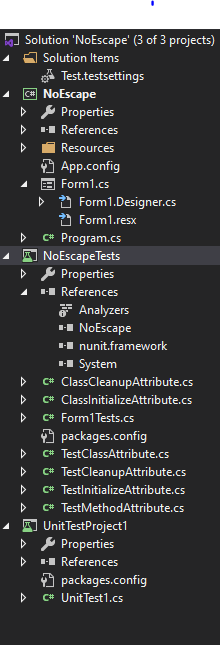 Solution 'NoEscape' (3 of 3 projects)
Solution Items
Test.testsettings
C# NoEscape
Properties
References
Resources
App.config
Form1.cs
Form1.Designer.cs
Form1.resx
C# Program.cs
NoEscapeTests
Properties
References
Analyzers
NoEscape
nunit.framework
System
C# ClassCleanupAttribute.cs
C# ClassInitializeAttribute.cs
C# Form1Tests.cs
packages.config
C# TestClassAttribute.cs
C# TestCleanupAttribute.cs
C# TestInitializeAttribute.cs
C# TestMethodAttribute.cs
UnitTestProject1
Properties
References
packages.config
C# UnitTest1.cs